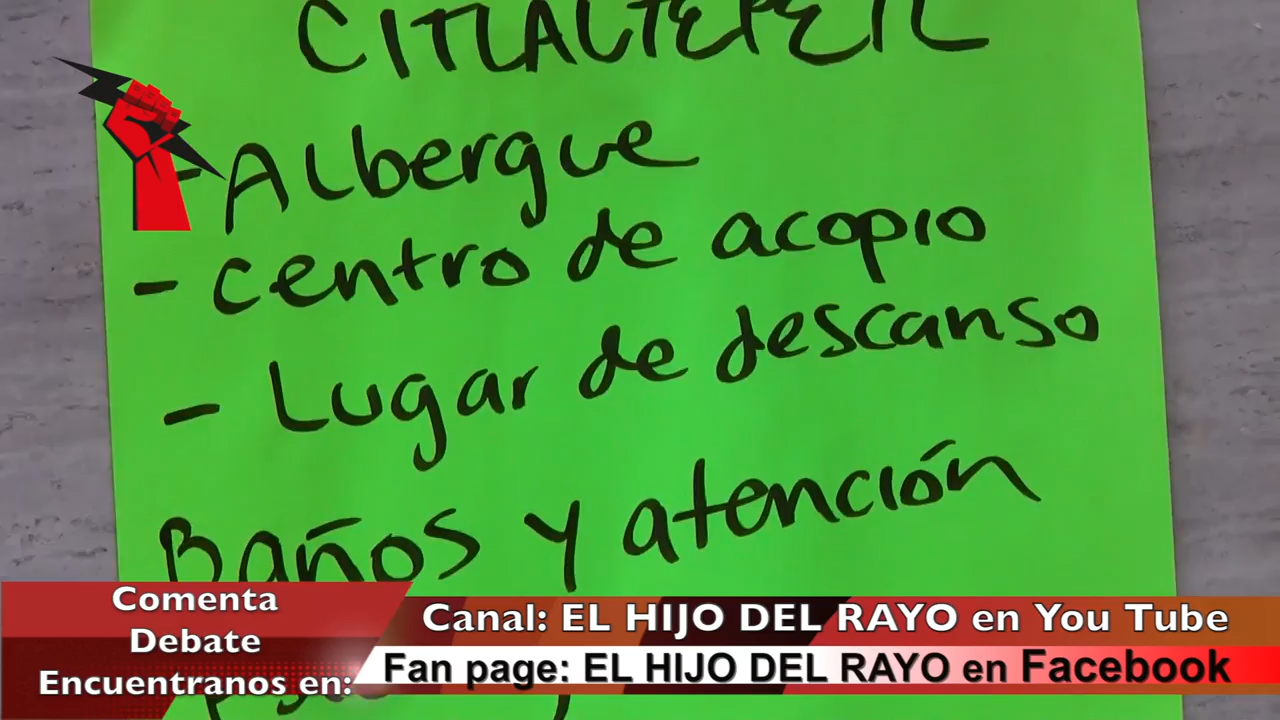 CITLALTEPETL
- Albergue
- centro de acopio
- Lugar de descanso
Baños y atención
Comenta
Debate
Encuentranos en:
Canal: EL HIJO DEL RAYO en You Tube
Fan page: EL HIJO DEL RAYO en Facebook